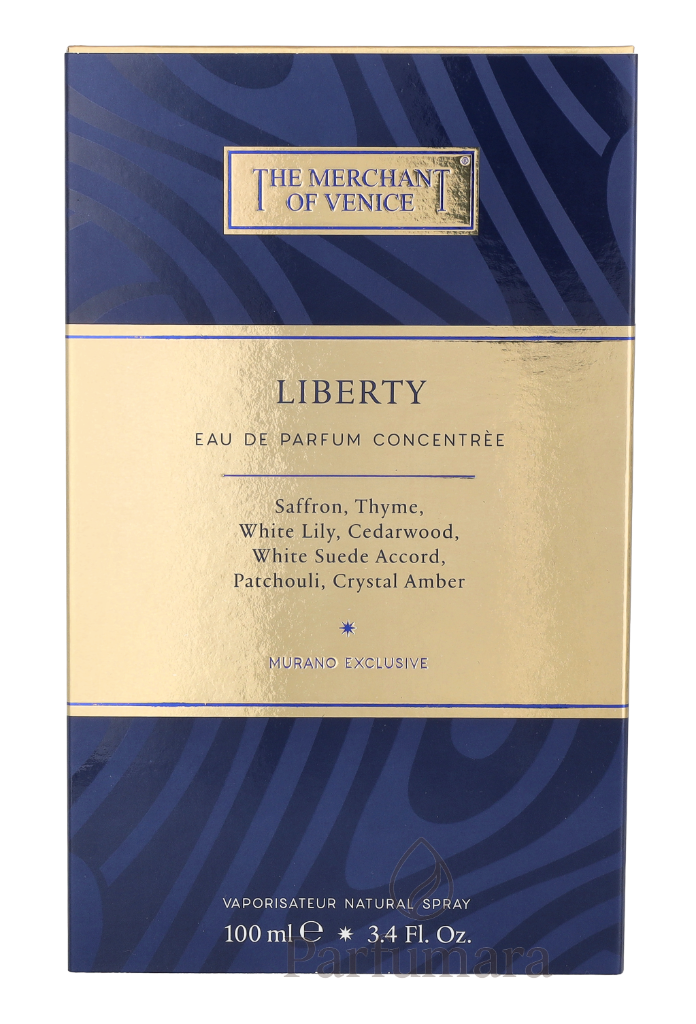 THE MERCHANT®
OF VENICE
LIBERTY
EAU DE PARFUM CONCENTRÈE
Saffron, Thyme,
White Lily, Cedarwood,
White Suede Accord,
Patchouli, Crystal Amber
MURANO EXCLUSIVE
VAPORISATEUR NATURAL SPRAY
100 ml ℮ ✷ 3.4 Fl. Oz.
Parfumara